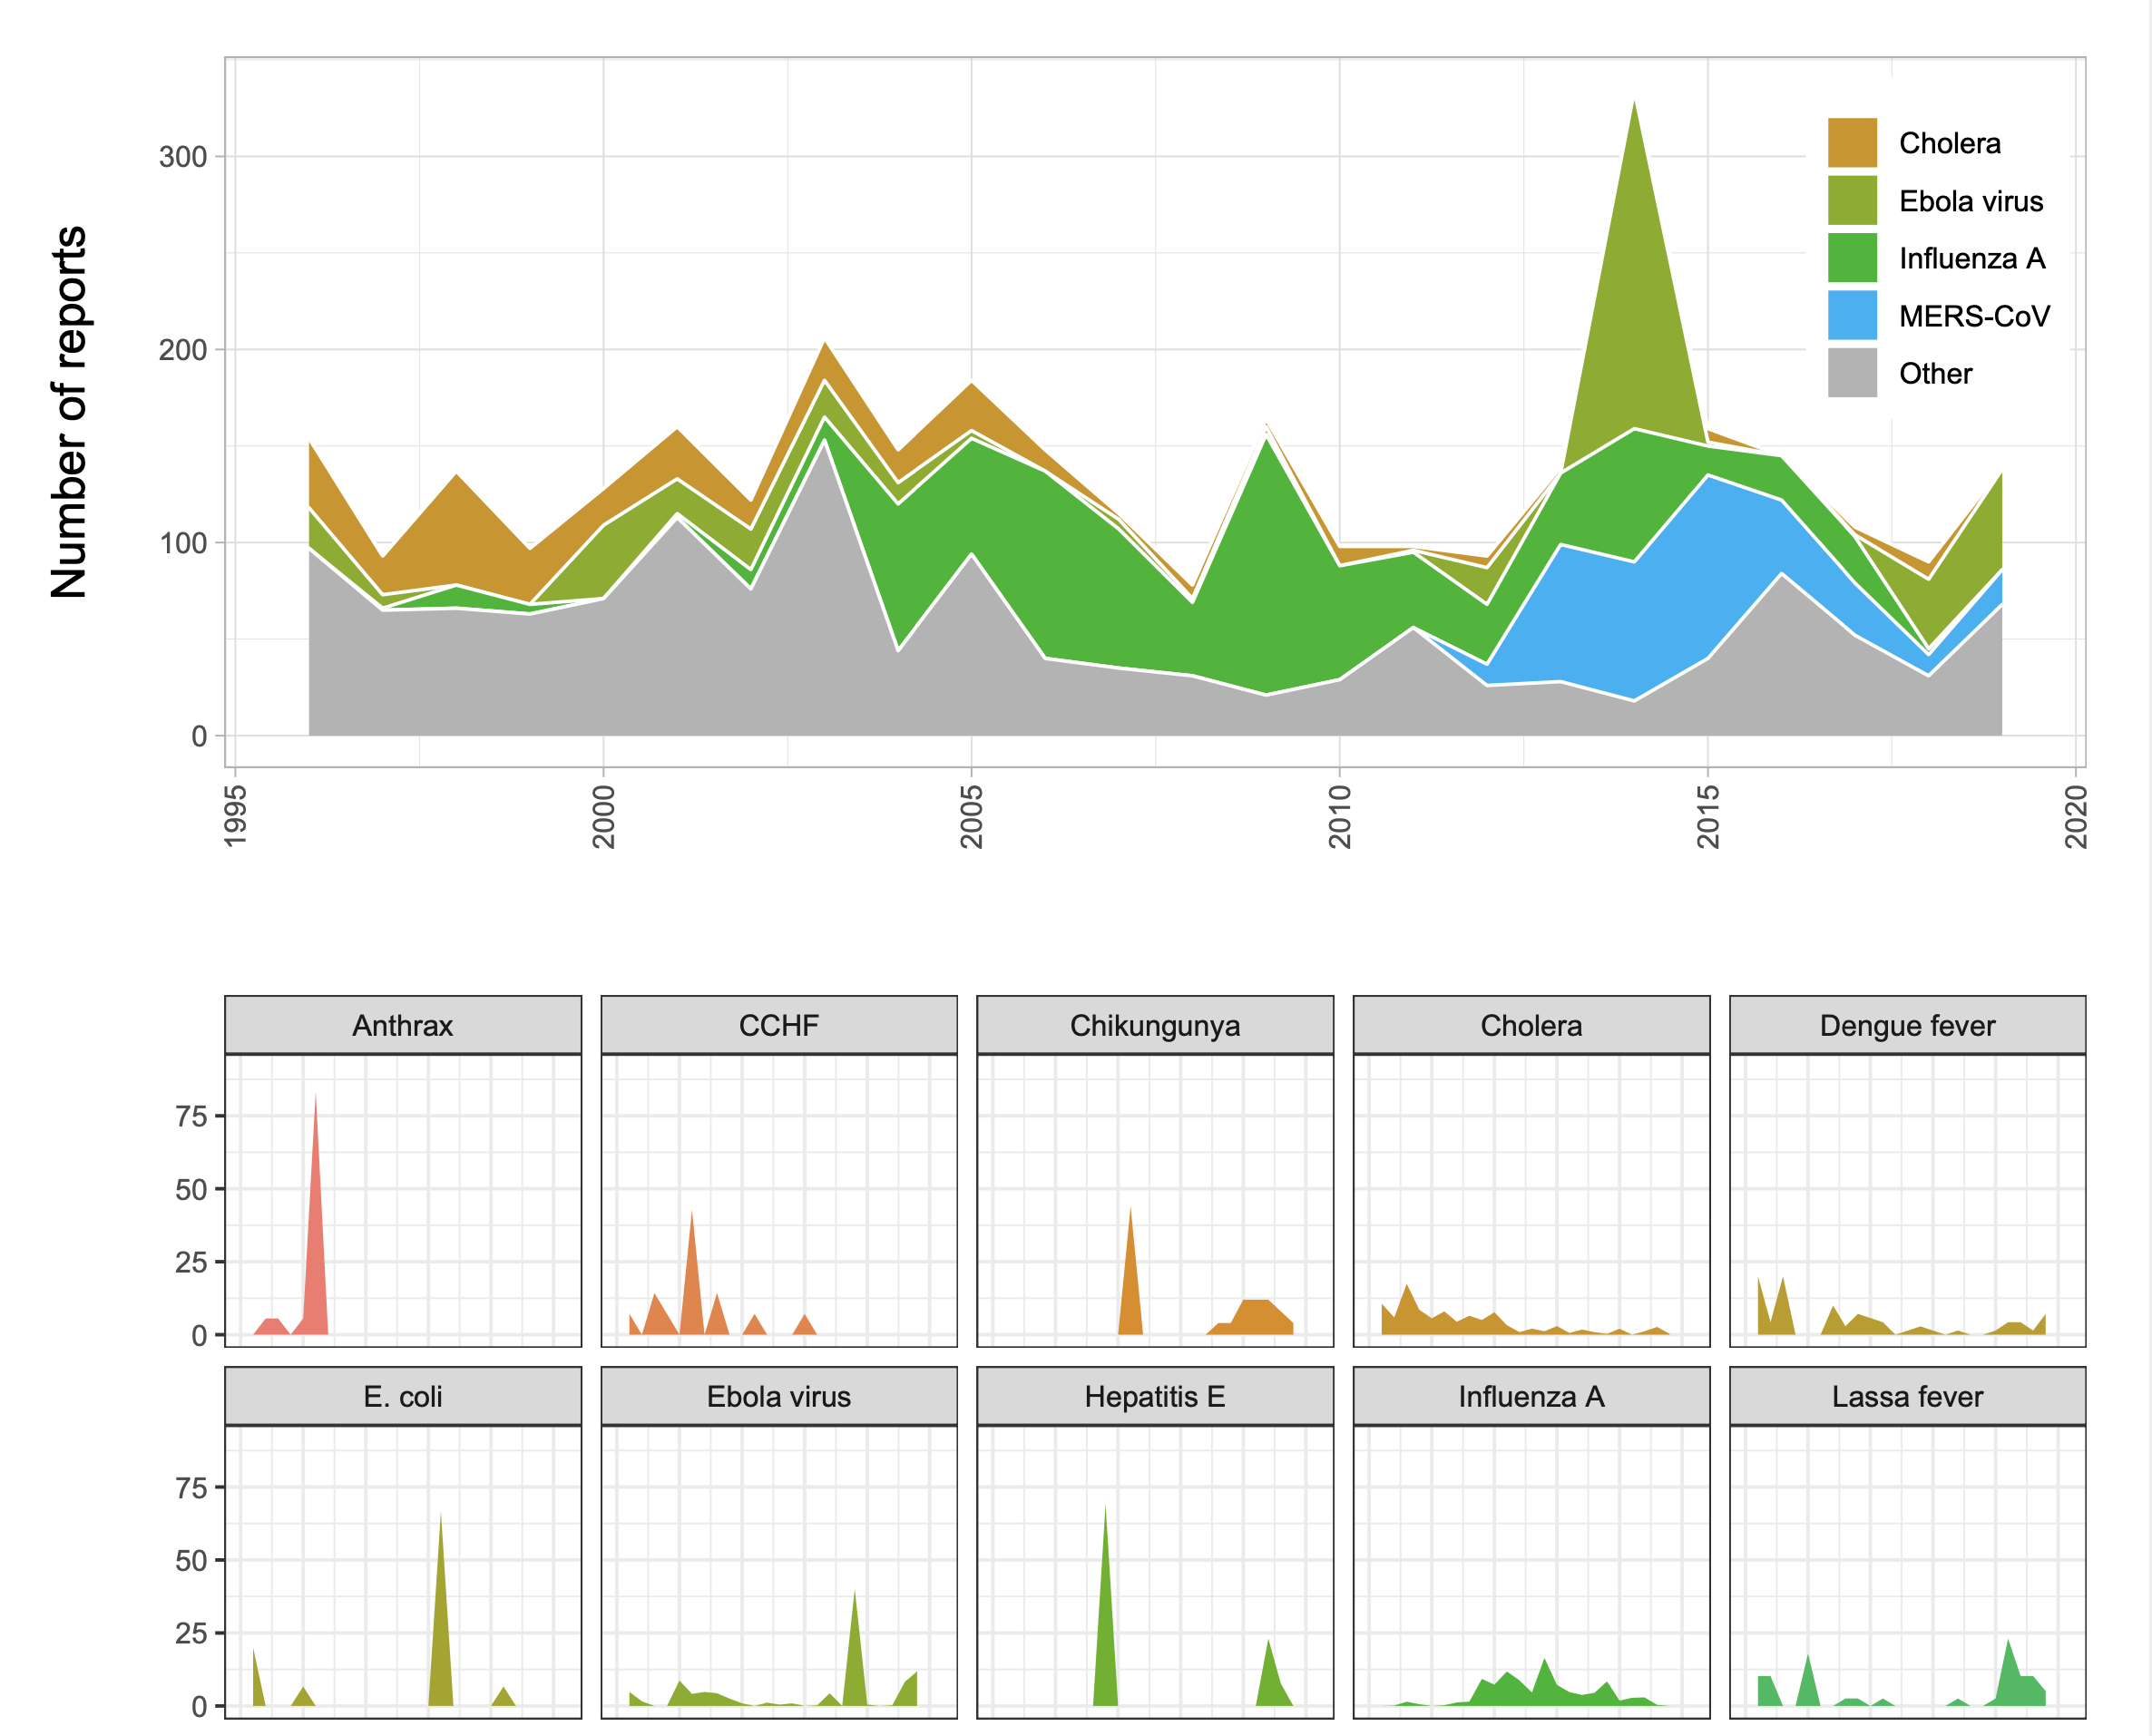 Number of reports
300
200
100
0
Cholera
Ebola virus
Influenza A
MERS-CoV
Other
1995
2000
2005
2010
2015
2020
Anthrax
CCHF
Chikungunya
Cholera
Dengue fever
75
50
25
0
E. coli
Ebola virus
Hepatitis E
Influenza A
Lassa fever
75
50
25
0